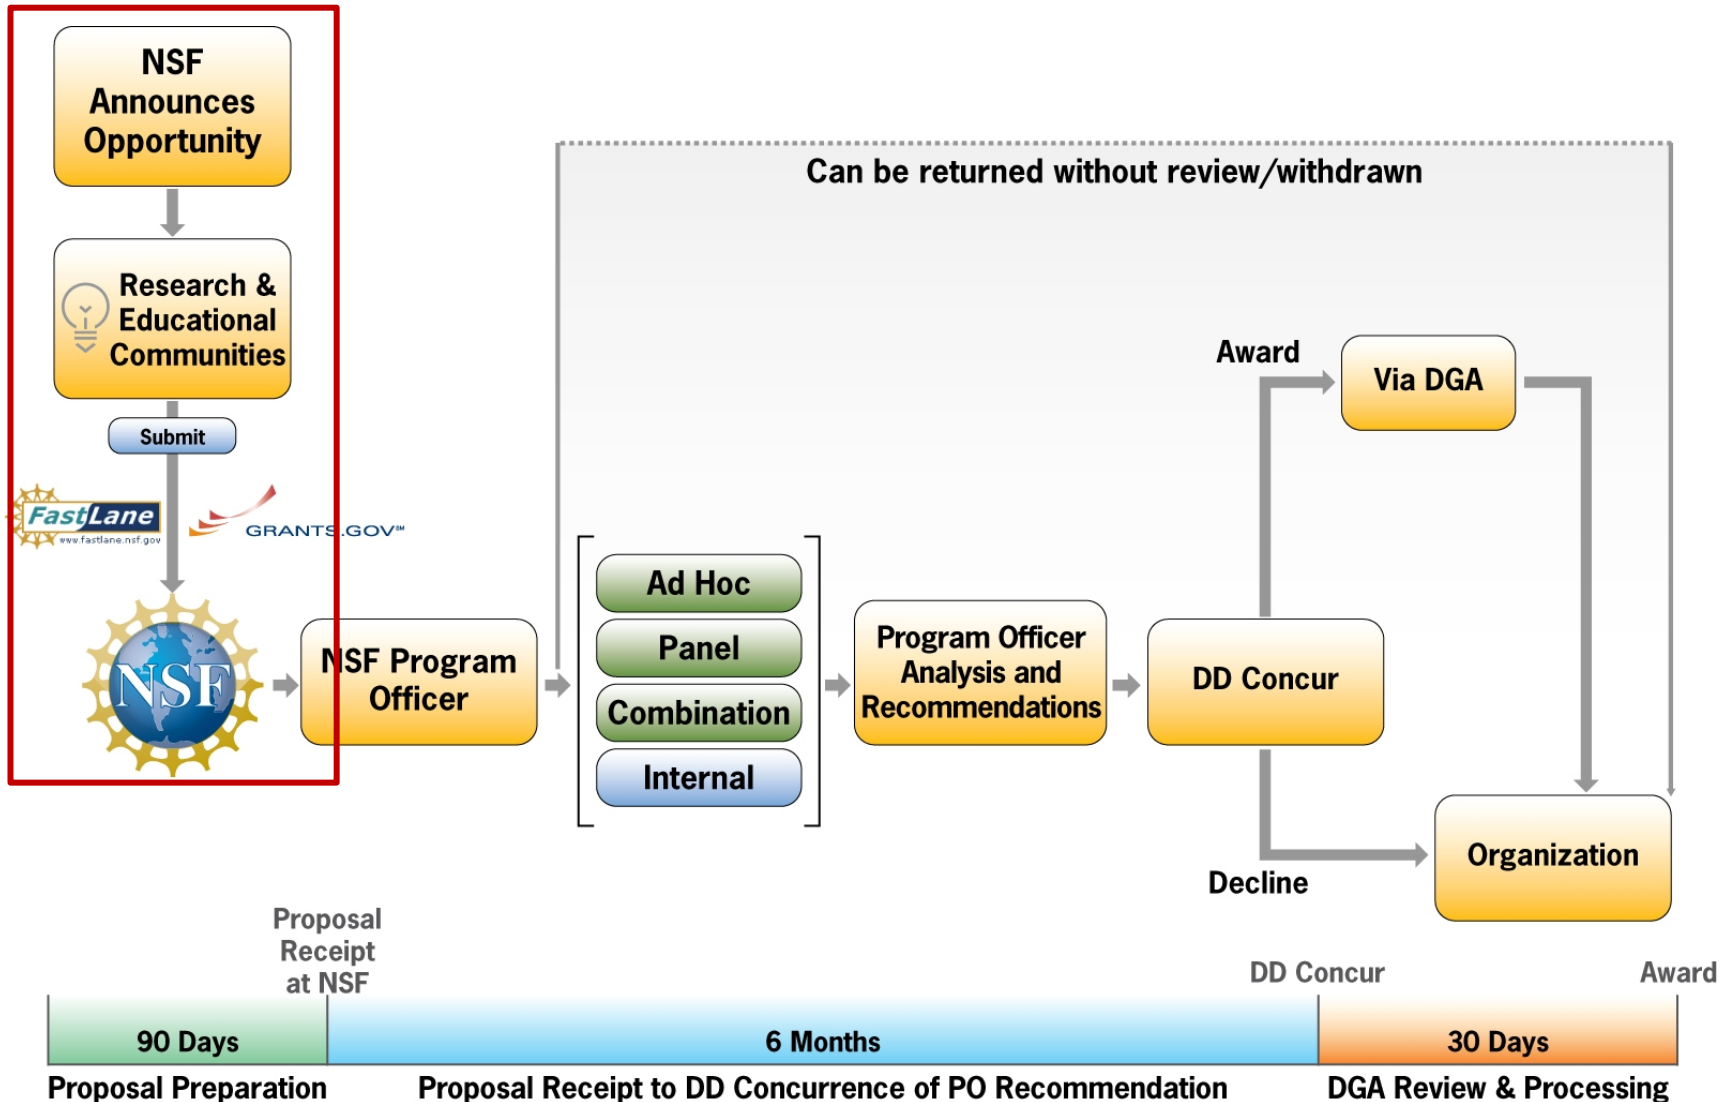 NSF
Announces
Opportunity
Research &
Educational
Communities
Submit
FastLane
www.fastlane.nsf.gov
GRANTS.GOV℠
NSF
NSF Program
Officer
Can be returned without review/withdrawn
Ad Hoc
Panel
Combination
Internal
Program Officer
Analysis and
Recommendations
DD Concur
Award
Via DGA
Decline
Organization
Proposal
Receipt
at NSF
DD Concur
Award
90 Days
6 Months
30 Days
Proposal Preparation
Proposal Receipt to DD Concurrence of PO Recommendation
DGA Review & Processing